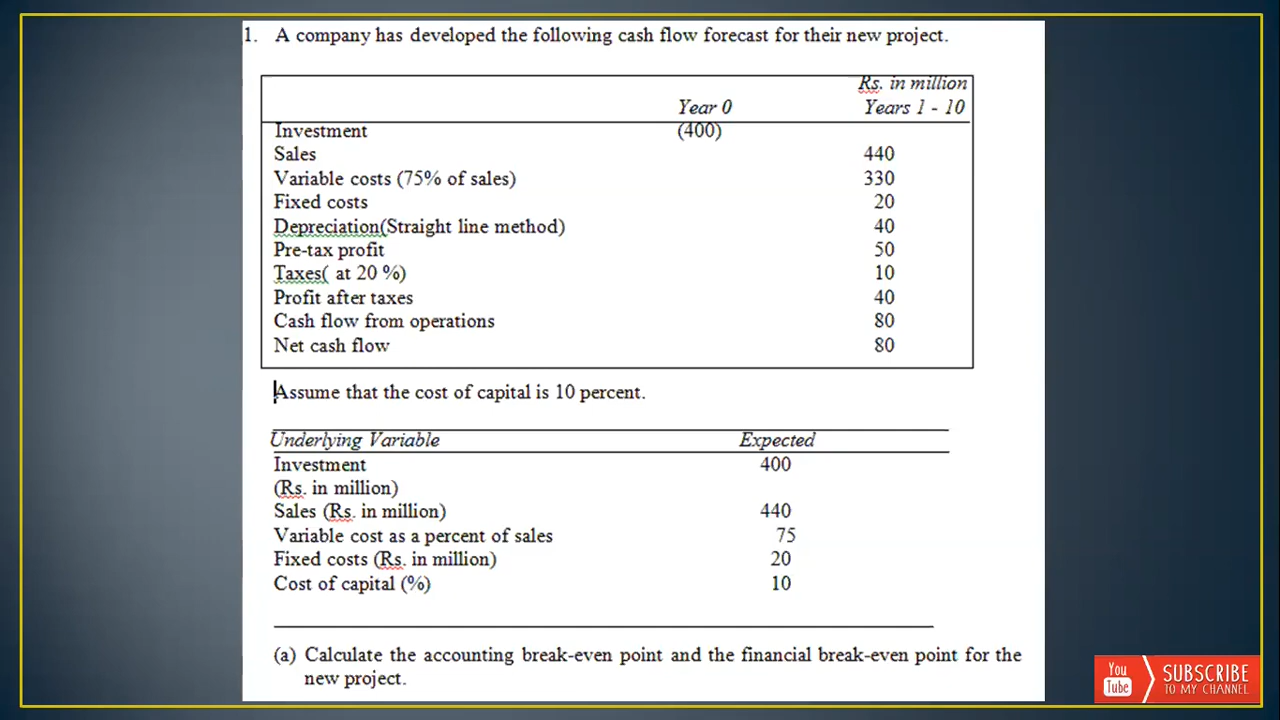 1. A company has developed the following cash flow forecast for their new project.
Rs. in million
Year 0 Years 1 - 10
Investment (400)
Sales 440
Variable costs (75% of sales) 330
Fixed costs 20
Depreciation(Straight line method) 40
Pre-tax profit 50
Taxes( at 20 %) 10
Profit after taxes 40
Cash flow from operations 80
Net cash flow 80
Assume that the cost of capital is 10 percent.
Underlying Variable Expected
Investment 400
(Rs. in million)
Sales (Rs. in million) 440
Variable cost as a percent of sales 75
Fixed costs (Rs. in million) 20
Cost of capital (%) 10
(a) Calculate the accounting break-even point and the financial break-even point for the
new project.
You Tube SUBSCRIBE
TO MY CHANNEL